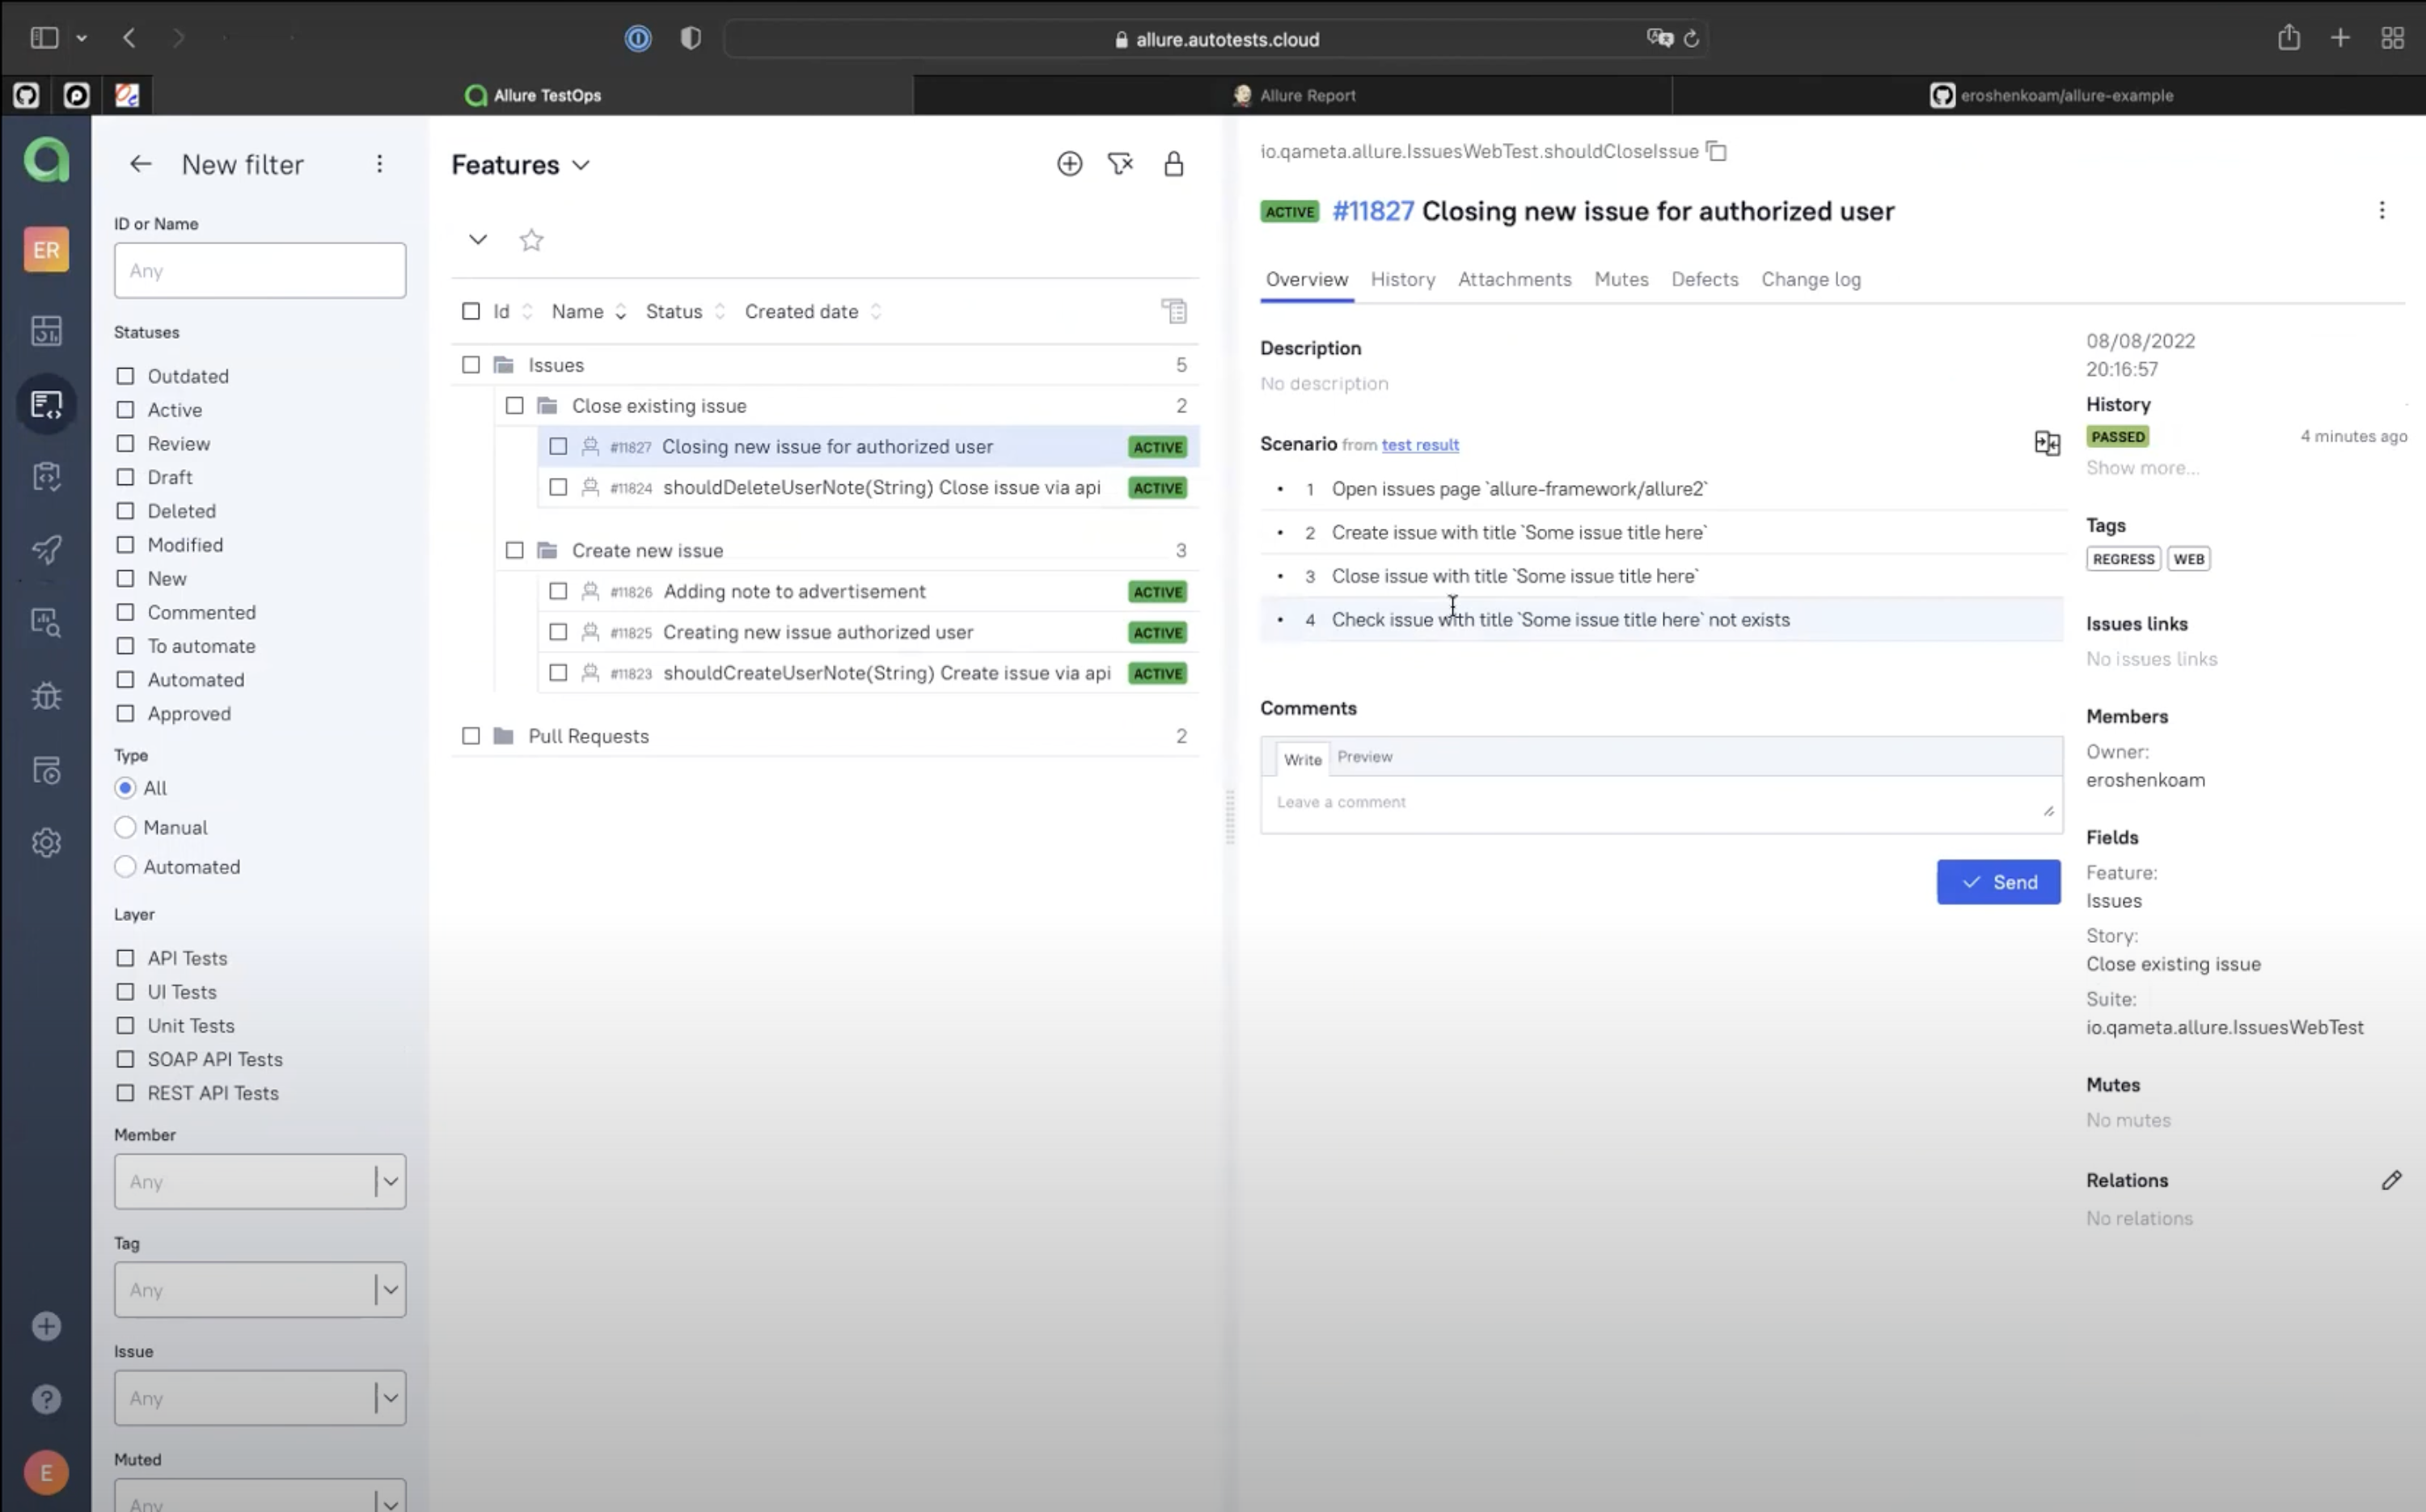 allure.autotests.cloud
Allure TestOps
Allure Report
eroshenkoam/allure-example
ER
New filter
ID or Name
Any
Statuses
Outdated
Active
Review
Draft
Deleted
Modified
New
Commented
To automate
Automated
Approved
Type
All
Manual
Automated
Layer
API Tests
UI Tests
Unit Tests
SOAP API Tests
REST API Tests
Member
Any
Tag
Any
Issue
Any
Muted
Any
E
Features
Id Name Status Created date
Issues 5
Close existing issue 2
#11827 Closing new issue for authorized user ACTIVE
#11824 shouldDeleteUserNote(String) Close issue via api ACTIVE
Create new issue 3
#11826 Adding note to advertisement ACTIVE
#11825 Creating new issue authorized user ACTIVE
#11823 shouldCreateUserNote(String) Create issue via api ACTIVE
Pull Requests 2
io.qameta.allure.IssuesWebTest.shouldCloseIssue
ACTIVE #11827 Closing new issue for authorized user
Overview History Attachments Mutes Defects Change log
Description
No description
Scenario from test result
• 1 Open issues page `allure-framework/allure2`
• 2 Create issue with title `Some issue title here`
• 3 Close issue with title `Some issue title here`
• 4 Check issue with title `Some issue title here` not exists
Comments
Write Preview
Leave a comment
Send
08/08/2022
20:16:57
History
PASSED 4 minutes ago
Show more...
Tags
REGRESS WEB
Issues links
No issues links
Members
Owner:
eroshenkoam
Fields
Feature:
Issues
Story:
Close existing issue
Suite:
io.qameta.allure.IssuesWebTest
Mutes
No mutes
Relations
No relations